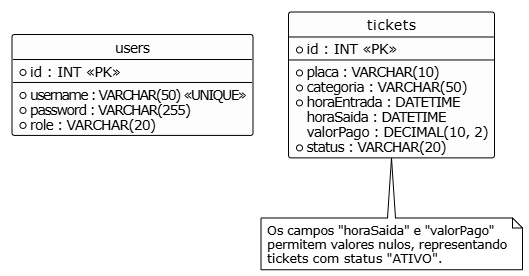 users
id : INT «PK»
username : VARCHAR(50) «UNIQUE»
password : VARCHAR(255)
role : VARCHAR(20)
tickets
id : INT «PK»
placa : VARCHAR(10)
categoria : VARCHAR(50)
horaEntrada : DATETIME
horaSaida : DATETIME
valorPago : DECIMAL(10, 2)
status : VARCHAR(20)
Os campos "horaSaida" e "valorPago"
permitem valores nulos, representando
tickets com status "ATIVO".